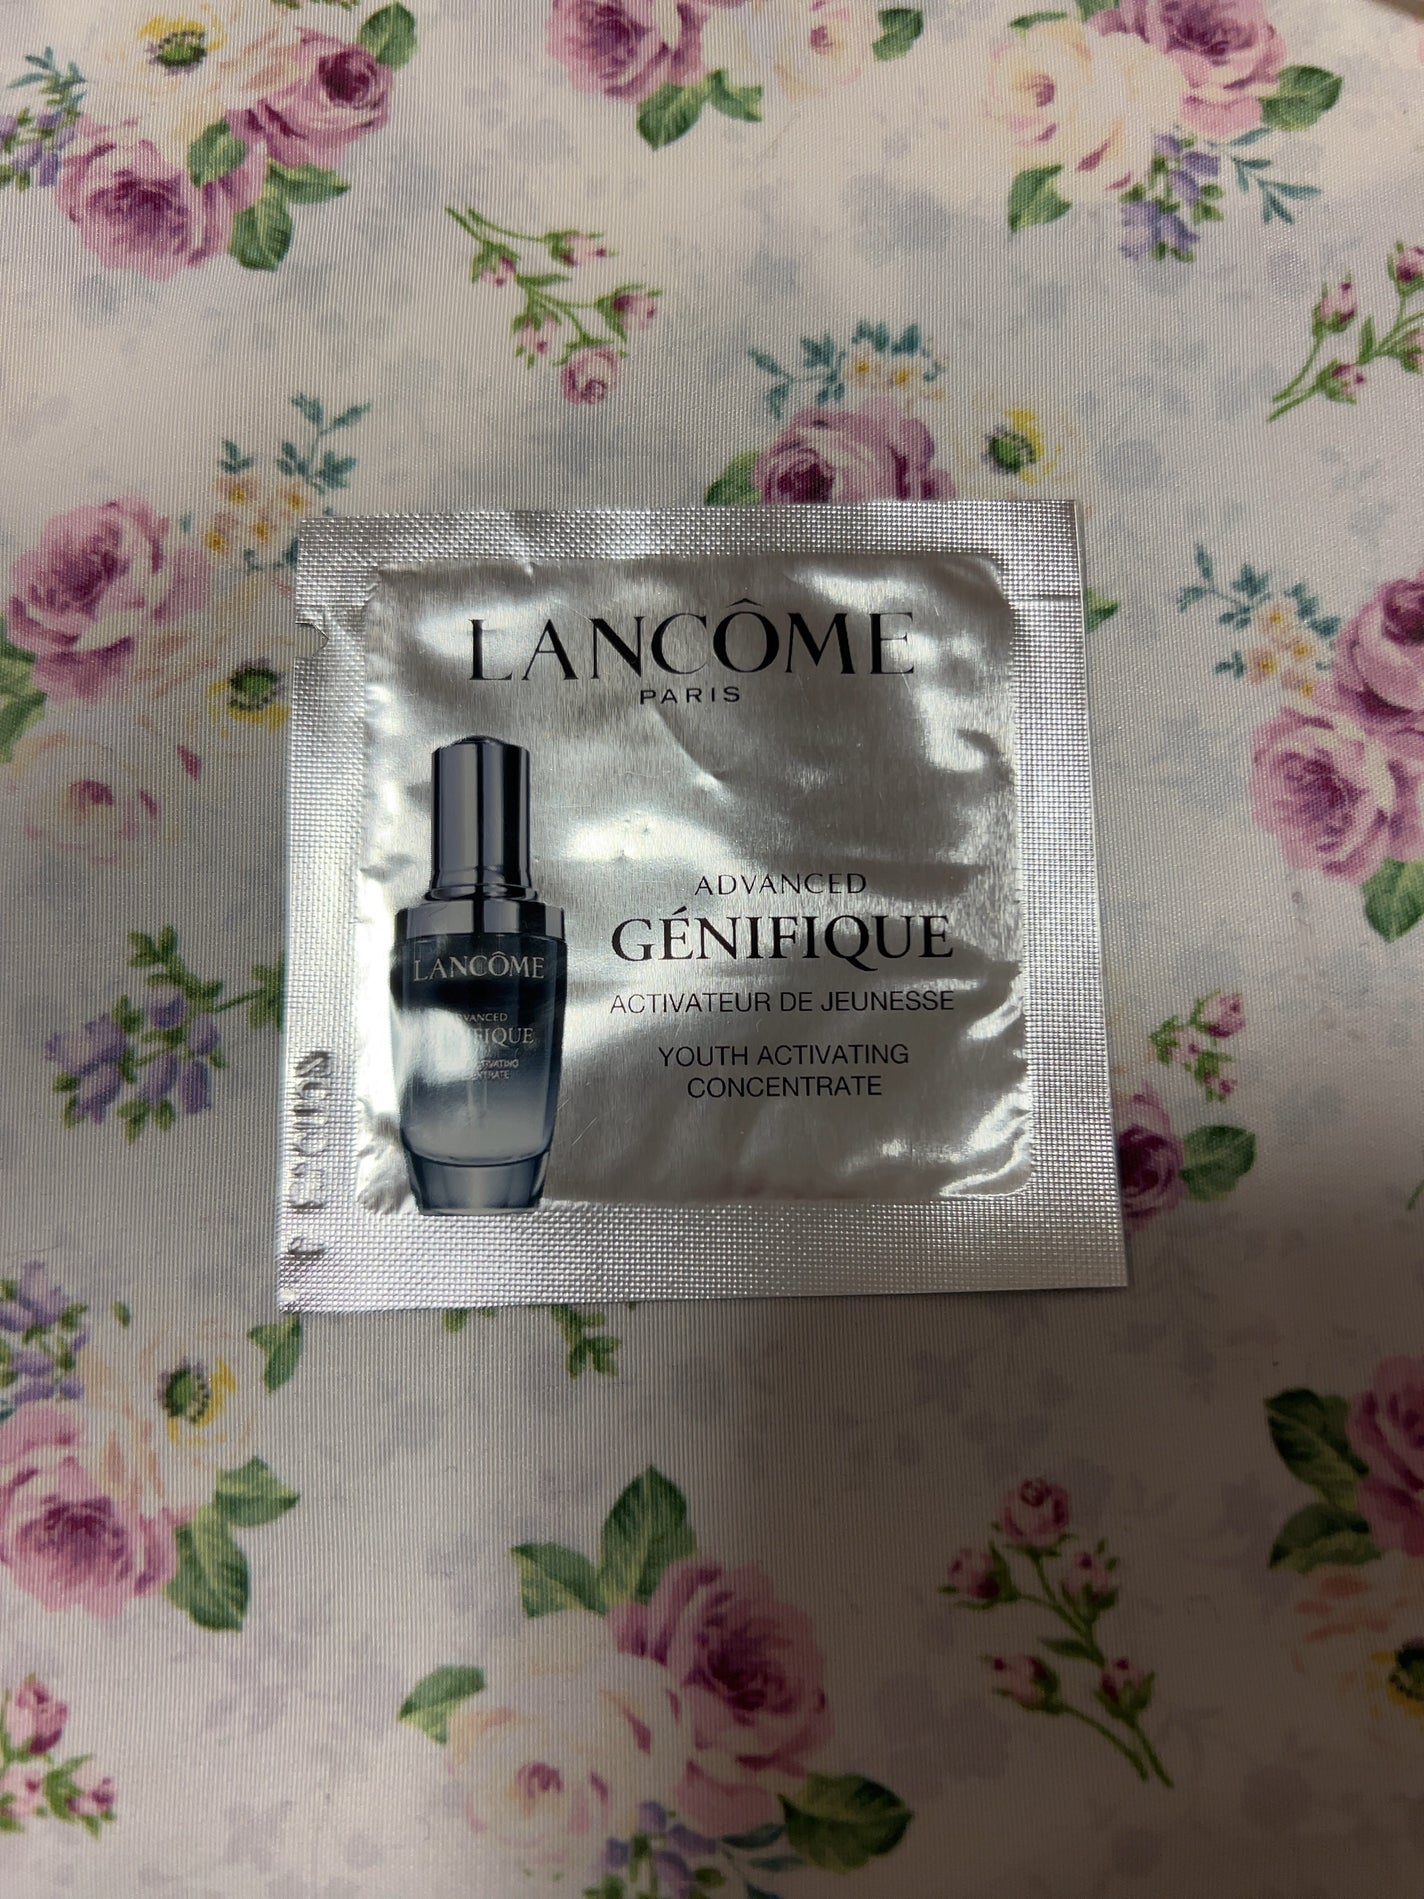 LANCÔME
PARIS
ADVANCED
GÉNIFIQUE
ACTIVATEUR DE JEUNESSE
YOUTH ACTIVATING
CONCENTRATE
LANCÔME